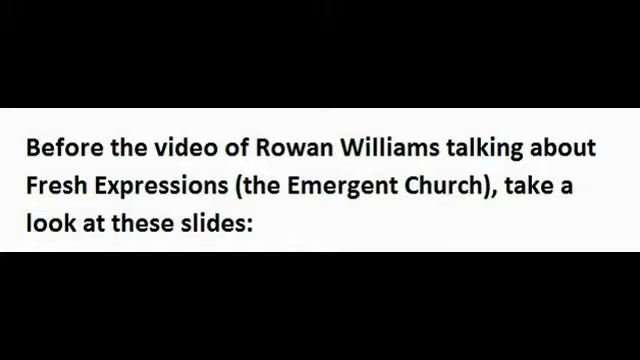 Before the video of Rowan Williams talking about
Fresh Expressions (the Emergent Church), take a
look at these slides: